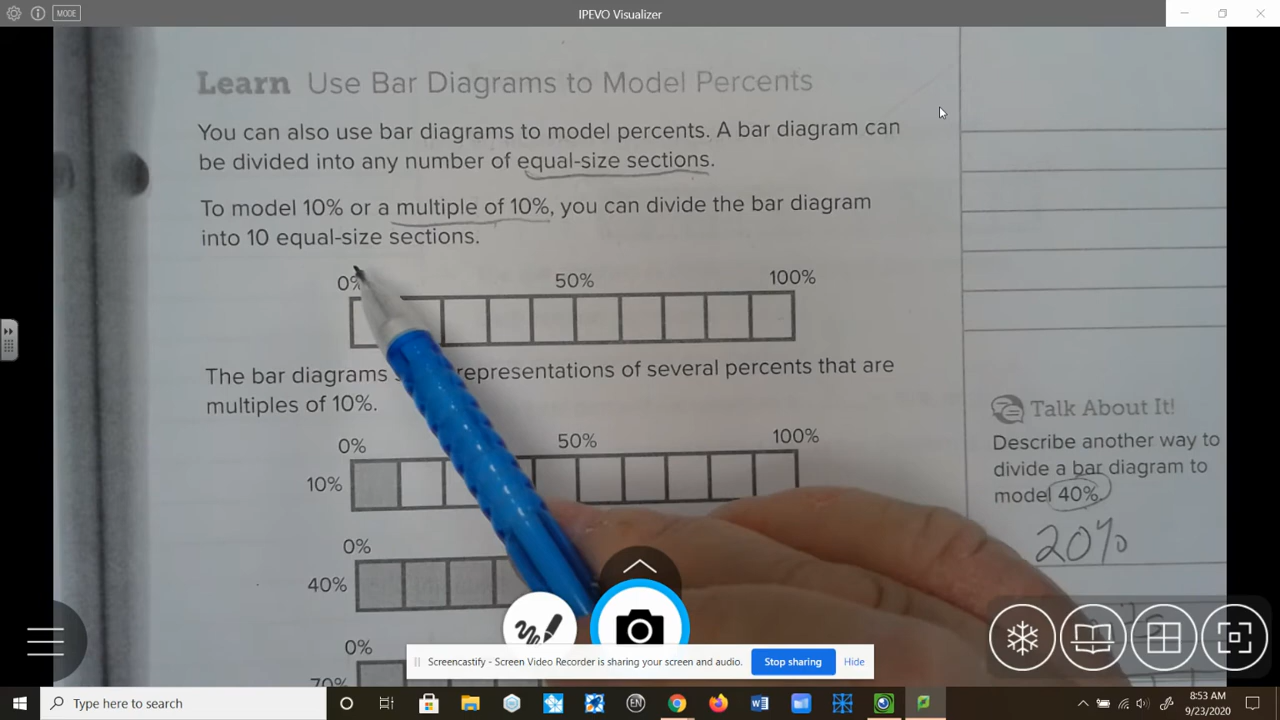 MODE
IPEVO Visualizer
Learn Use Bar Diagrams to Model Percents
You can also use bar diagrams to model percents. A bar diagram can
be divided into any number of equal-size sections.
To model 10% or a multiple of 10%, you can divide the bar diagram
into 10 equal-size sections.
0% 50% 100%
The bar diagrams representations of several percents that are
multiples of 10%.
0% 50% 100%
10%
0%
40%
0%
70%
Talk About It!
Describe another way to
divide a bar diagram to
model 40%.
20%
Screencastify - Screen Video Recorder is sharing your screen and audio.
Stop sharing
Hide
Type here to search
EN
8:53 AM
9/23/2020